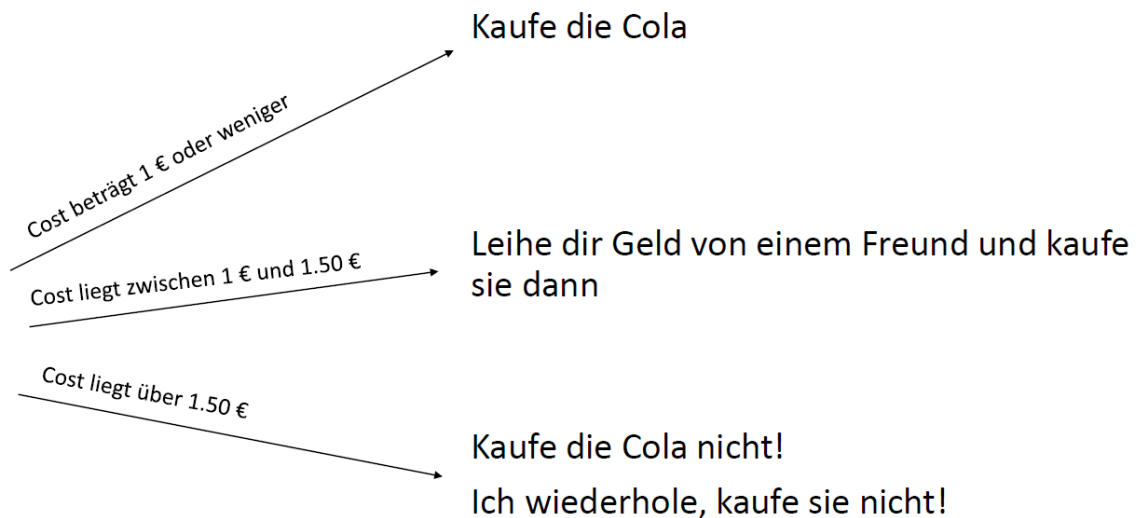 Kaufe die Cola
Cost beträgt 1 € oder weniger
Leihe dir Geld von einem Freund und kaufe
sie dann
Cost liegt zwischen 1 € und 1.50 €
Cost liegt über 1.50 €
Kaufe die Cola nicht!
Ich wiederhole, kaufe sie nicht!